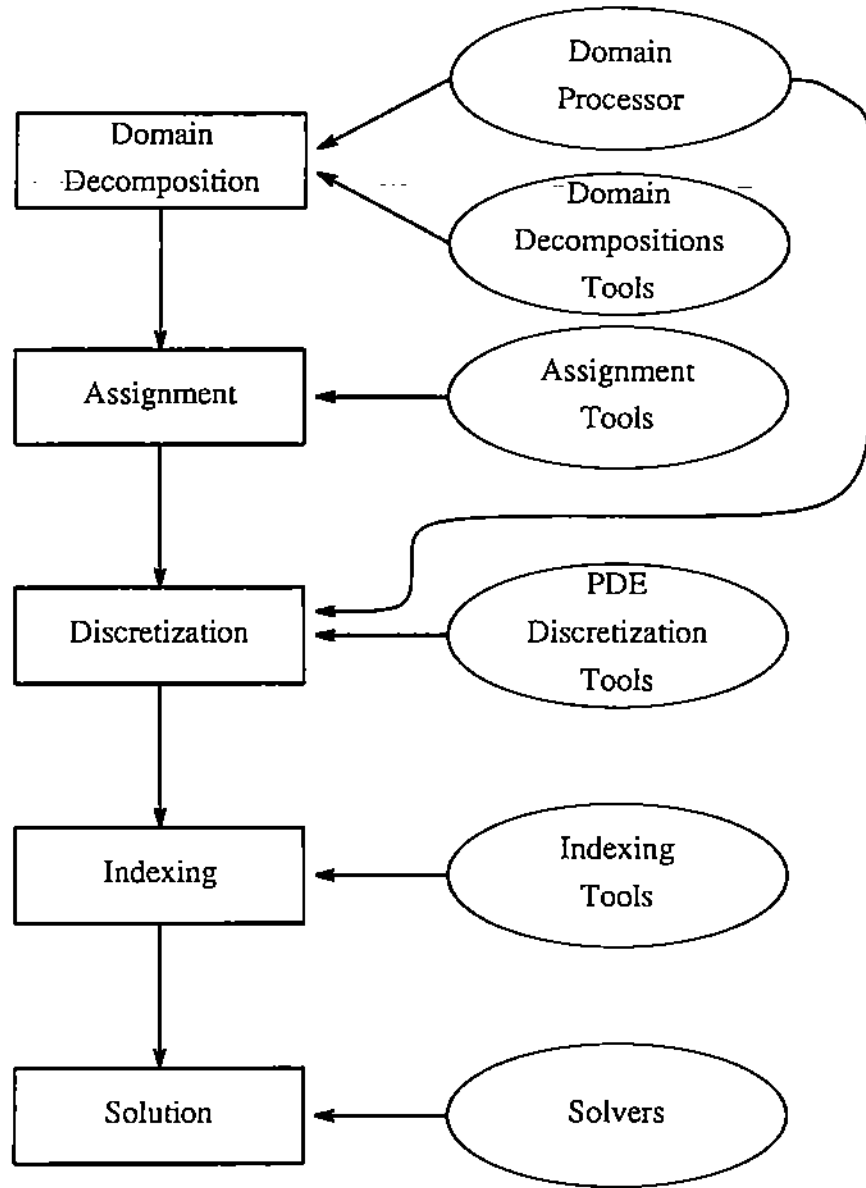 Domain
Processor
Domain
Decomposition
Domain
Decompositions
Tools
Assignment
Assignment
Tools
PDE
Discretization
Discretization
Tools
Indexing
Indexing
Tools
Solution
Solvers